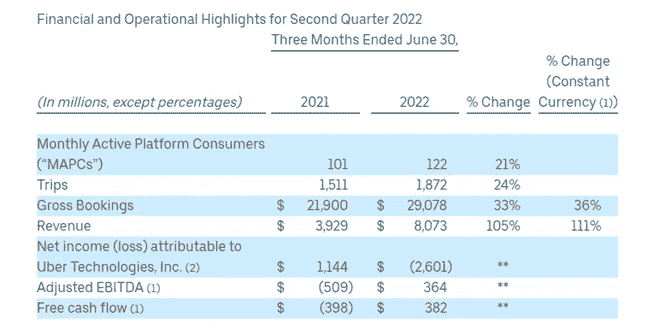 Financial and Operational Highlights for Second Quarter 2022
Three Months Ended June 30,
% Change
(Constant
(In millions, except percentages) 2021 2022 % Change Currency (1))
Monthly Active Platform Consumers
("MAPCs") 101 122 21%
Trips 1,511 1,872 24%
Gross Bookings $ 21,900 $ 29,078 33% 36%
Revenue $ 3,929 $ 8,073 105% 111%
Net income (loss) attributable to
Uber Technologies, Inc. (2) $ 1,144 $ (2,601) **
Adjusted EBITDA (1) $ (509) $ 364 **
Free cash flow (1) $ (398) $ 382 **